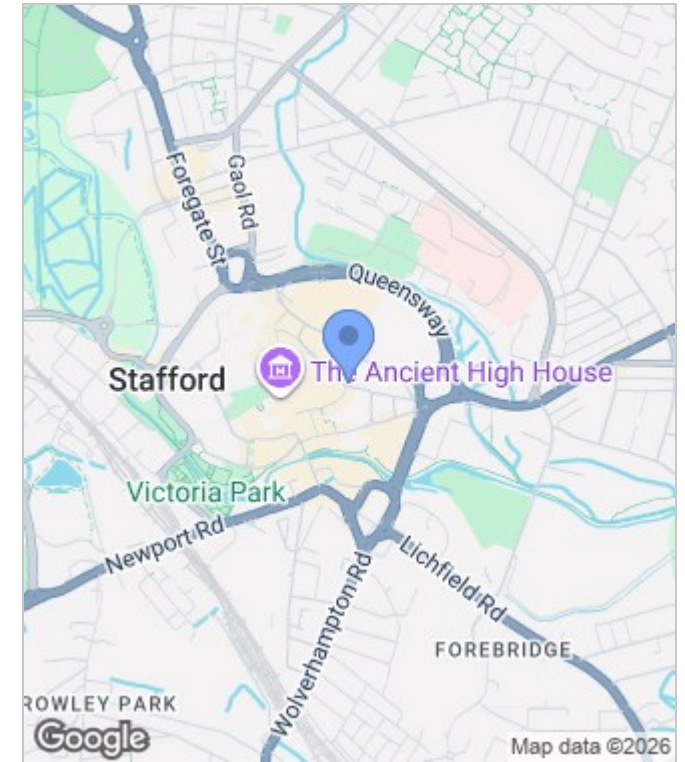 Foregate St
Gaol Rd
Queensway
Stafford
The Ancient High House
Victoria Park
Newport Rd
Lichfield Rd
Wolverhampton Rd
FOREBRIDGE
ROWLEY PARK
Google
Map data ©2026